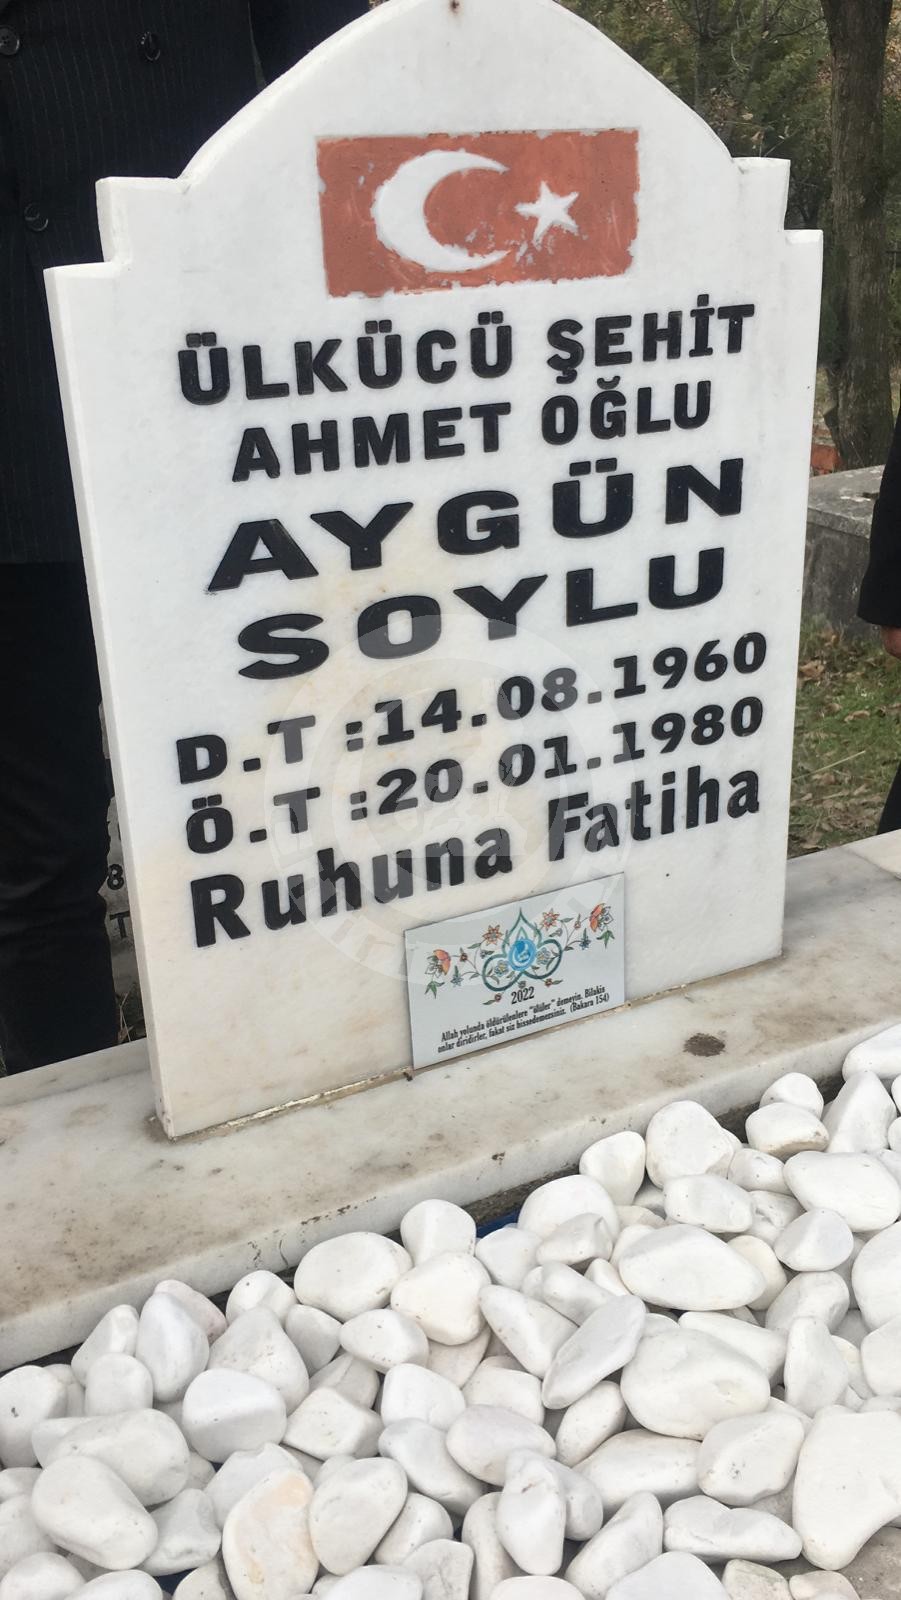 ÜLKÜCÜ ŞEHİT
AHMET OĞLU
AYGÜN
SOYLU
D.T :14.08.1960
Ö.T :20.01.1980
Ruhuna Fatiha
2022
Allah yolunda öldürülenlere "ölüler" demeyin. Bilakis
onlar diridirler, fakat siz hissedemezsiniz. (Bakara 154)
8
T